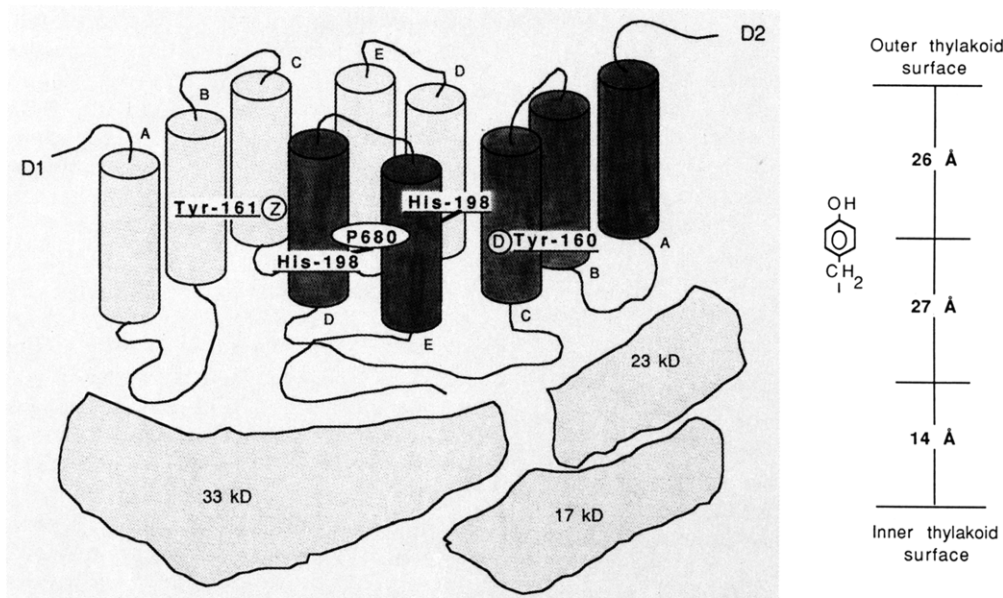 D2
E
C
D
B
A
D1
Tyr-161 Z
His-198
P680
D Tyr-160
His-198
A
B
D
C
E
23 kD
33 kD
17 kD
Outer thylakoid
surface
26 Å
OH
CH2
27 Å
14 Å
Inner thylakoid
surface